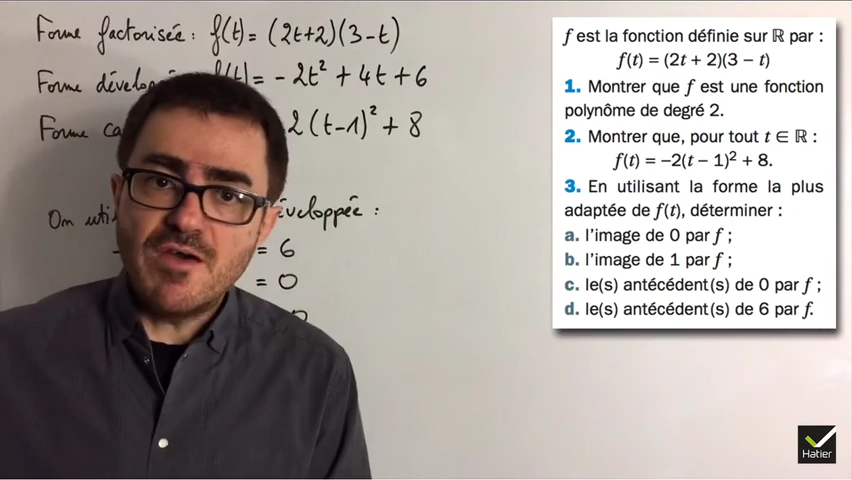 Forme factorisée : f(t) = (2t+2)(3-t)
Forme dévelop f(t) = - 2t² + 4t + 6
Forme ca 2(t-1)² + 8
On uti éveloppée :
= 6
= 0
f est la fonction définie sur ℝ par :
f(t) = (2t + 2)(3 − t)
1. Montrer que f est une fonction
polynôme de degré 2.
2. Montrer que, pour tout t ∈ ℝ :
f(t) = −2(t − 1)² + 8.
3. En utilisant la forme la plus
adaptée de f(t), déterminer :
a. l'image de 0 par f ;
b. l'image de 1 par f ;
c. le(s) antécédent(s) de 0 par f ;
d. le(s) antécédent(s) de 6 par f.
Hatier